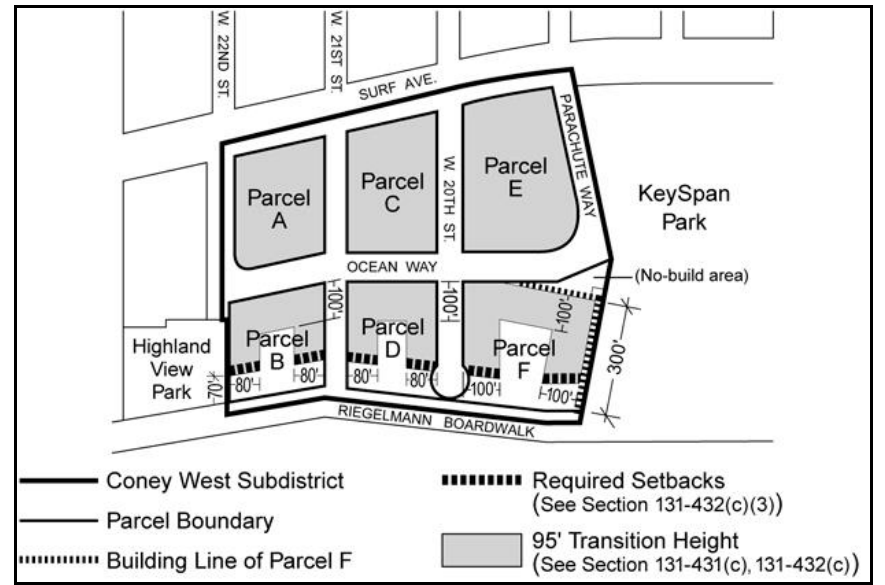 W. 22ND ST.
W. 21ST ST.
SURF AVE.
PARACHUTE WAY
W. 20TH ST.
Parcel
A
Parcel
C
Parcel
E
KeySpan
Park
OCEAN WAY
(No-build area)
100'
100'
100'
300'
Highland
View
Park
Parcel
B
Parcel
D
Parcel
F
70'
80'
80'
80'
80'
100'
100'
RIEGELMANN BOARDWALK
Coney West Subdistrict
Parcel Boundary
Building Line of Parcel F
Required Setbacks
(See Section 131-432(c)(3))
95' Transition Height
(See Section 131-431(c), 131-432(c))